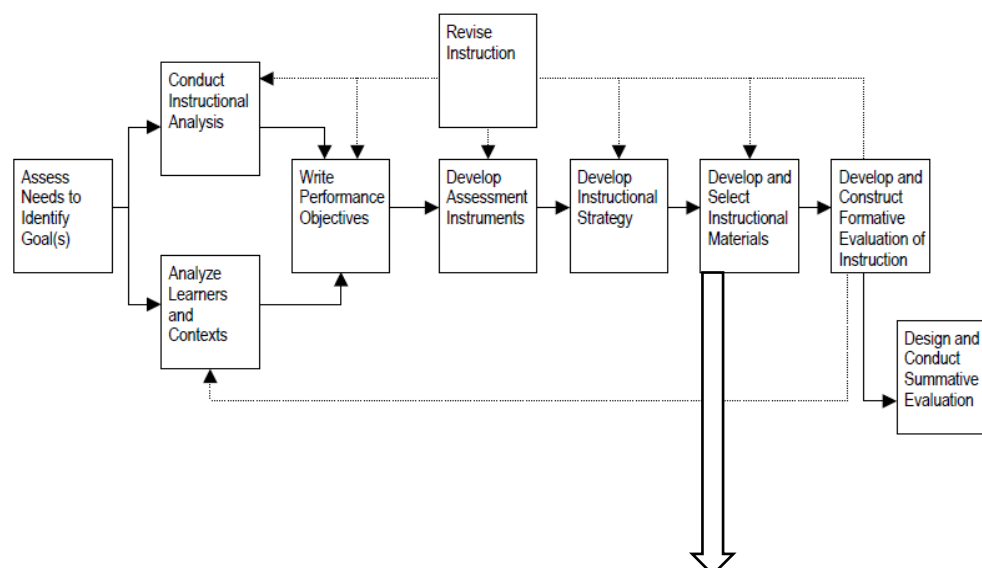 Revise
Instruction
Conduct
Instructional
Analysis
Assess
Needs to
Identify
Goal(s)
Write
Performance
Objectives
Develop
Assessment
Instruments
Develop
Instructional
Strategy
Develop and
Select
Instructional
Materials
Develop and
Construct
Formative
Evaluation of
Instruction
Analyze
Learners
and
Contexts
Design and
Conduct
Summative
Evaluation